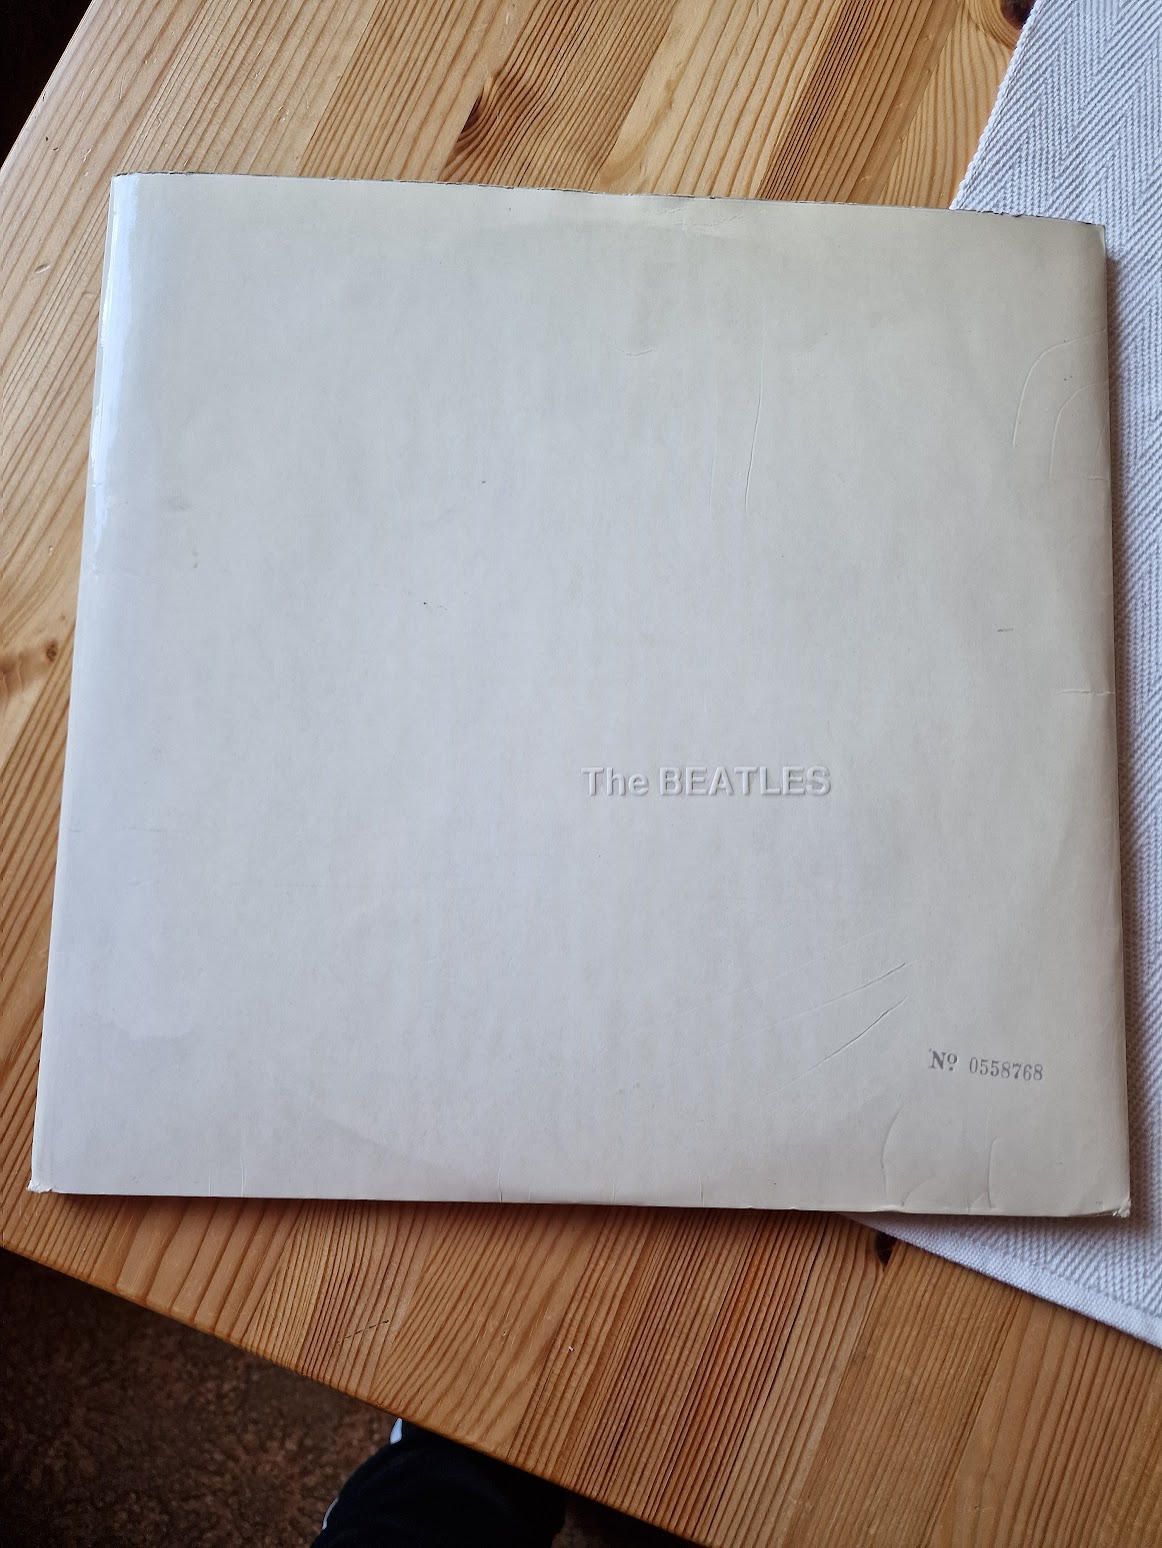 The BEATLES
Nº 0558768